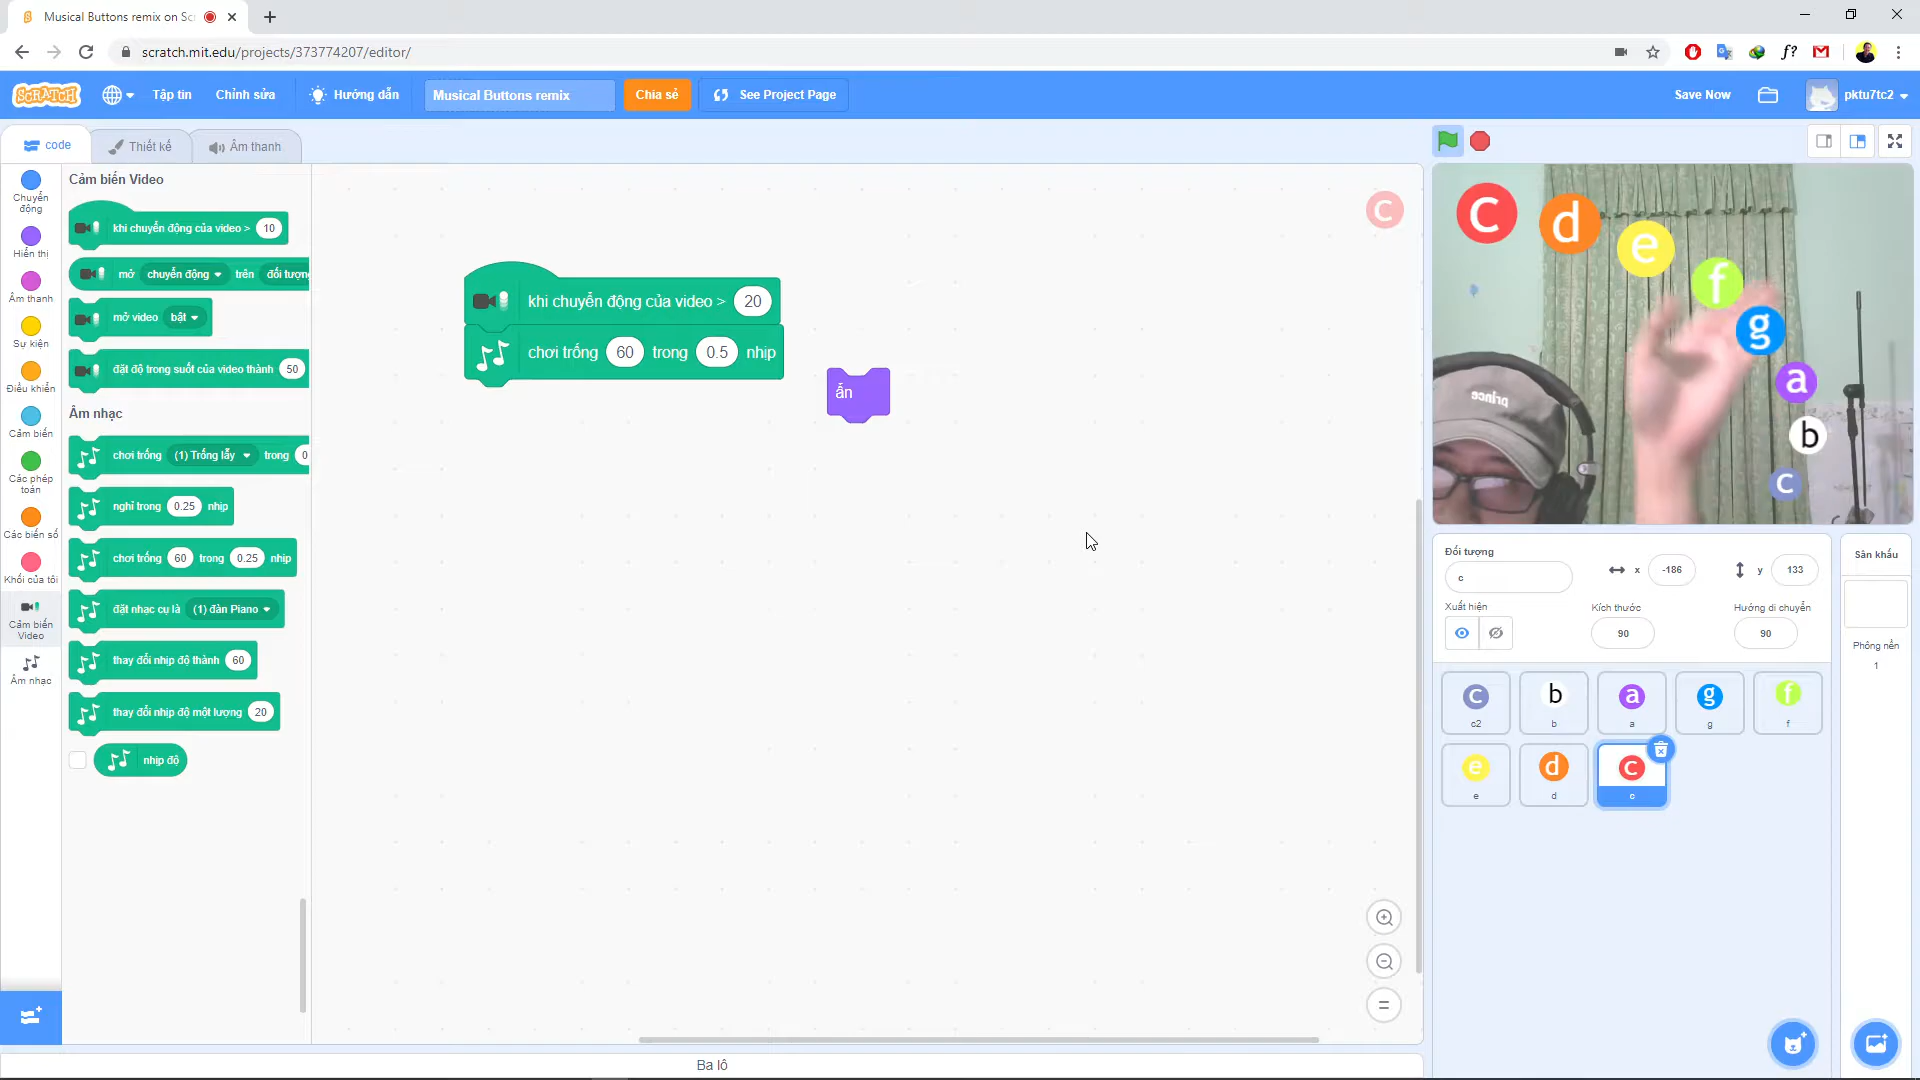 Musical Buttons remix on Sc
scratch.mit.edu/projects/373774207/editor/
f?
SCRATCH
Tập tin
Chỉnh sửa
Hướng dẫn
Musical Buttons remix
Chia sẻ
See Project Page
Save Now
pktu7tc2
code
Thiết kế
Âm thanh
Chuyển động
Hiển thị
Âm thanh
Sự kiện
Điều khiển
Cảm biến
Các phép toán
Các biến số
Khối của tôi
Cảm biến Video
Âm nhạc
Cảm biến Video
khi chuyển động của video > 10
mở chuyển động trên đối tượng
mở video bật
đặt độ trong suốt của video thành 50
Âm nhạc
chơi trống (1) Trống lẫy trong 0
nghỉ trong 0.25 nhịp
chơi trống 60 trong 0.25 nhịp
đặt nhạc cụ là (1) đàn Piano
thay đổi nhịp độ thành 60
thay đổi nhịp độ một lượng 20
nhịp độ
khi chuyển động của video > 20
chơi trống 60 trong 0.5 nhịp
ẩn
c
c
d
e
f
g
a
b
c
prince
Đối tượng
c
x -186
y 133
Xuất hiện
Kích thước
90
Hướng di chuyển
90
c
c2
b
b
a
a
g
g
f
f
e
e
d
d
c
c
Sân khấu
Phông nền
1
Ba lô